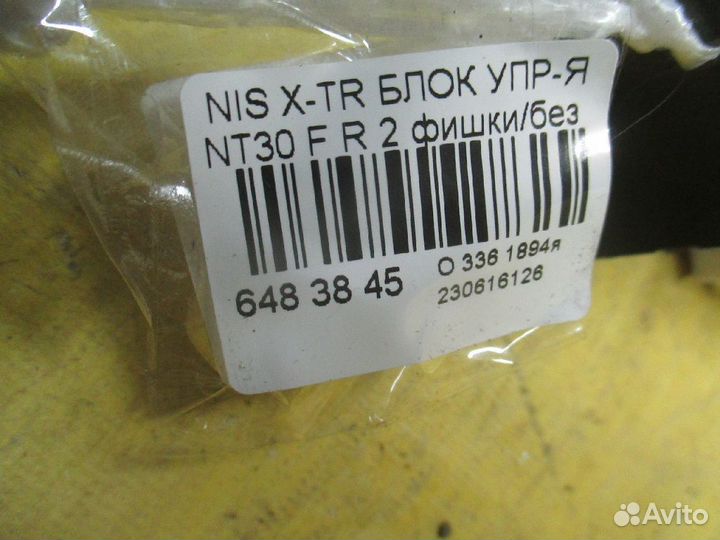 NIS X-TR БЛОК УПР-Я
NT30 F R 2 фишки/без
648 38 45
О 336 1894я
230616126
Avito